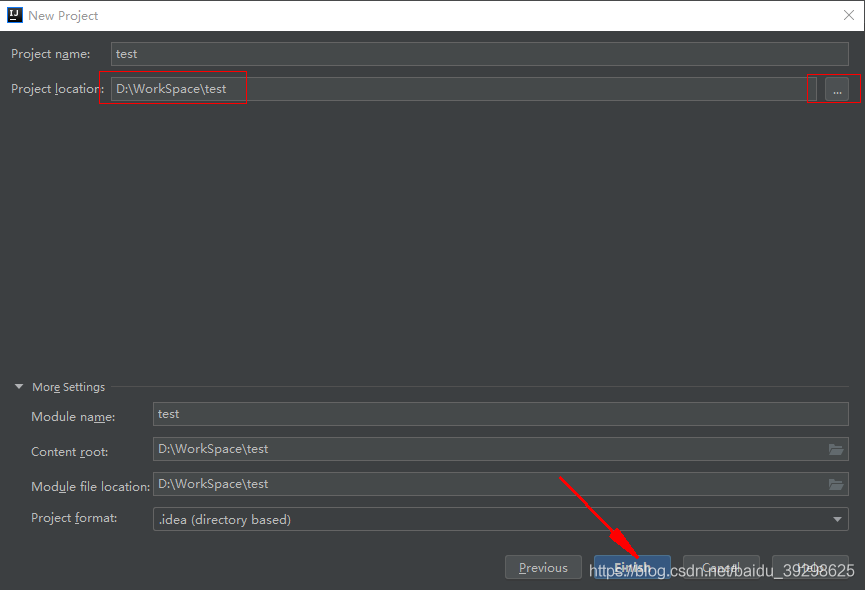 New Project
Project name: test
Project location: D:\WorkSpace\test ...
More Settings
Module name: test
Content root: D:\WorkSpace\test
Module file location: D:\WorkSpace\test
Project format: .idea (directory based)
Previous Finish Cancel Help
https://blog.csdn.net/baidu_39298625